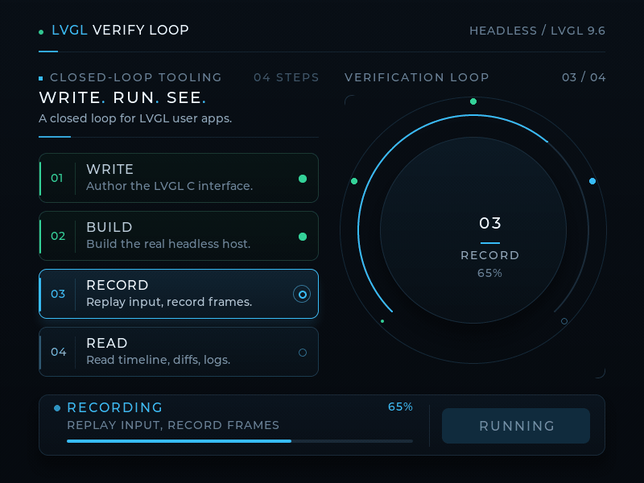 LVGL VERIFY LOOP
HEADLESS / LVGL 9.6
CLOSED-LOOP TOOLING
04 STEPS
WRITE. RUN. SEE.
A closed loop for LVGL user apps.
01
WRITE
Author the LVGL C interface.
02
BUILD
Build the real headless host.
03
RECORD
Replay input, record frames.
04
READ
Read timeline, diffs, logs.
VERIFICATION LOOP
03 / 04
03
RECORD
65%
RECORDING
65%
REPLAY INPUT, RECORD FRAMES
RUNNING